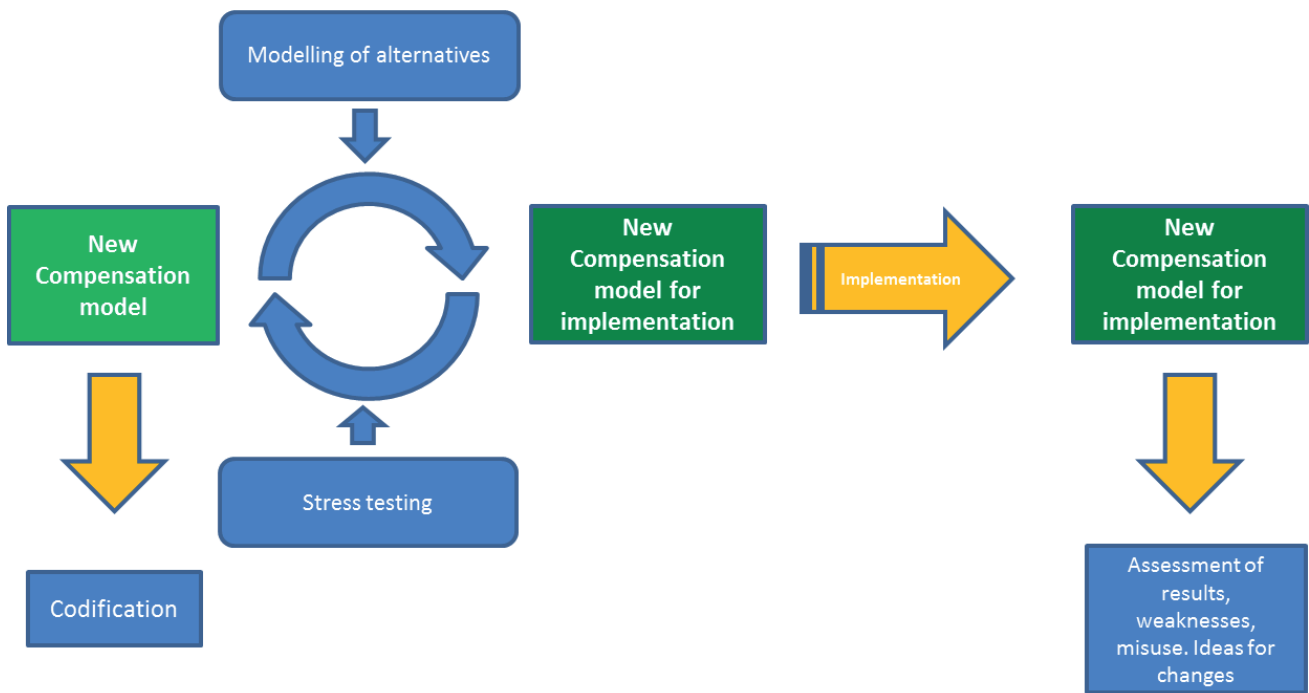 Modelling of alternatives
New
Compensation
model
New
Compensation
model for
implementation
Implementation
New
Compensation
model for
implementation
Stress testing
Codification
Assessment of
results,
weaknesses,
misuse. Ideas for
changes